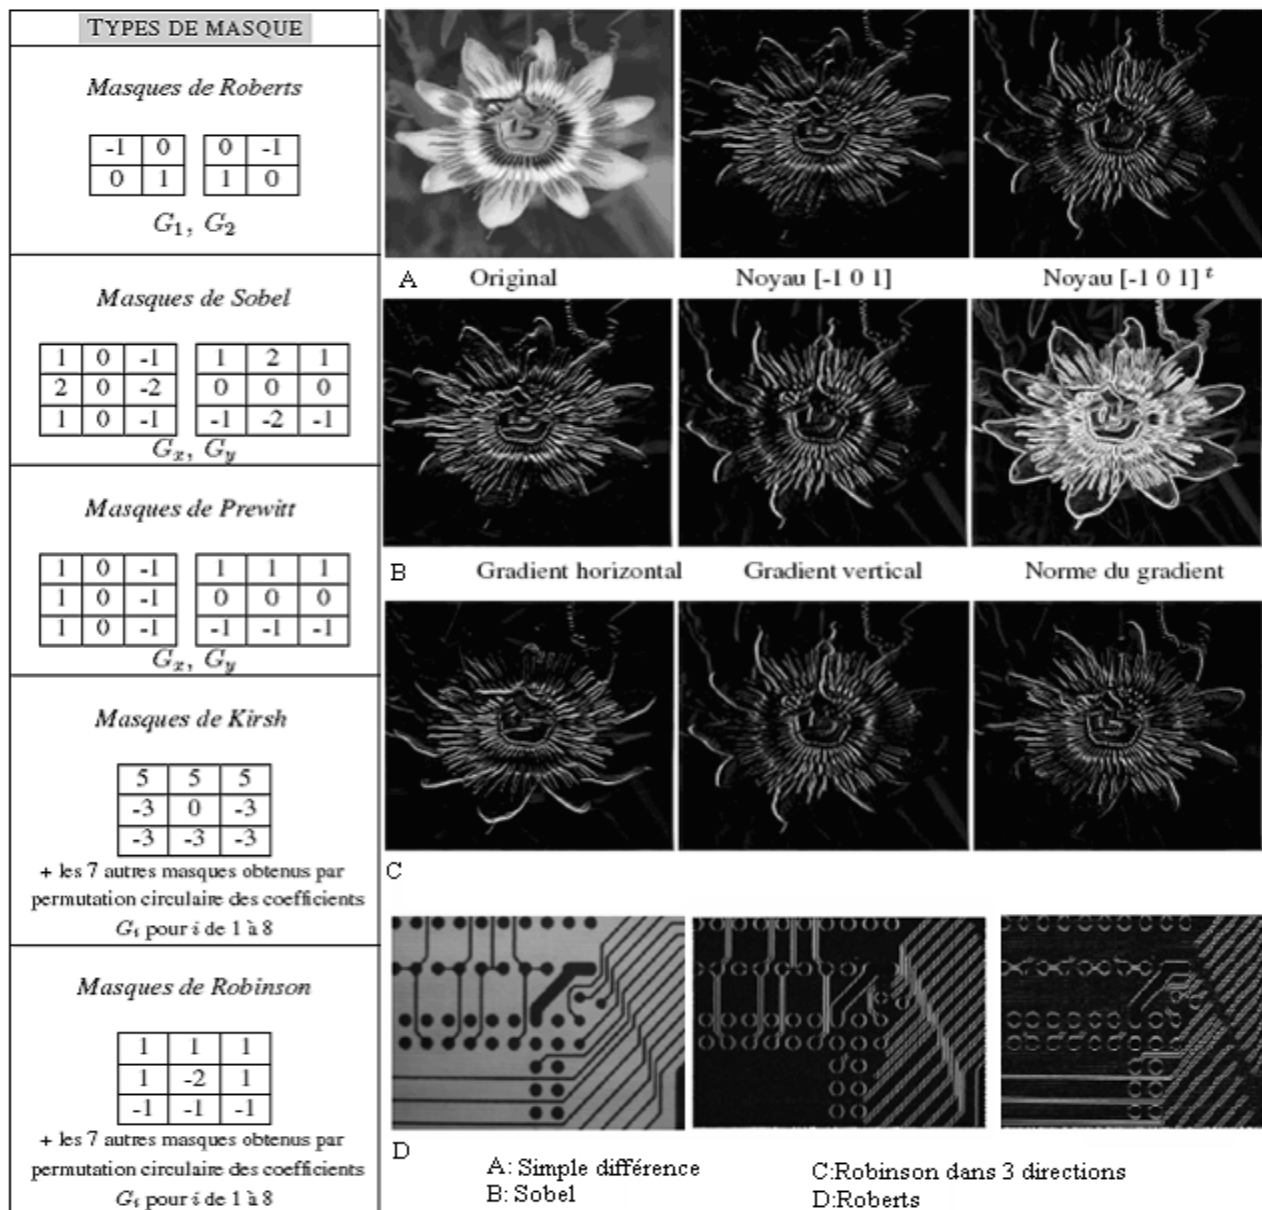 TYPES DE MASQUE
Masques de Roberts
-1 0 0 -1
0 1 1 0
G1, G2
Masques de Sobel
1 0 -1 1 2 1
2 0 -2 0 0 0
1 0 -1 -1 -2 -1
Gx, Gy
Masques de Prewitt
1 0 -1 1 1 1
1 0 -1 0 0 0
1 0 -1 -1 -1 -1
Gx, Gy
Masques de Kirsh
5 5 5
-3 0 -3
-3 -3 -3
+ les 7 autres masques obtenus par
permutation circulaire des coefficients
Gi pour i de 1 à 8
Masques de Robinson
1 1 1
1 -2 1
-1 -1 -1
+ les 7 autres masques obtenus par
permutation circulaire des coefficients
Gi pour i de 1 à 8
A Original Noyau [-1 0 1] Noyau [-1 0 1] t
B Gradient horizontal Gradient vertical Norme du gradient
C
D
A: Simple différence
B: Sobel
C:Robinson dans 3 directions
D:Roberts